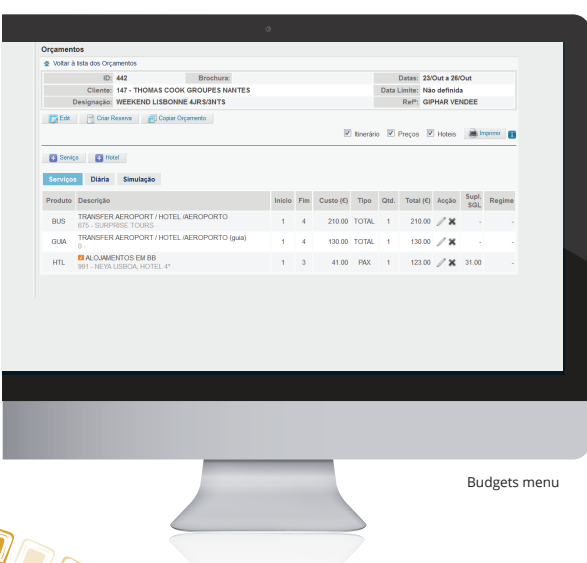 Orçamentos
Voltar à lista dos Orçamentos
ID: 442 Brochura: Datas: 23/Out a 26/Out
Cliente: 147 - THOMAS COOK GROUPES NANTES Data Limite: Não definida
Designação: WEEKEND LISBONNE 4JRS/3NTS Refª: GIPHAR VENDEE
Edit Criar Reserva Copiar Orçamento
Itinerário Preços Hoteis Imprimir
Serviço Hotel
Serviços Diária Simulação
Produto Descrição Início Fim Custo (€) Tipo Qtd. Total (€) Acção Supl. SGL Regime
BUS TRANSFER AEROPORT / HOTEL /AEROPORTO 1 4 210.00 TOTAL 1 210.00 - -
675 - SURPRISE TOURS
GUIA TRANSFER AEROPORT / HOTEL /AEROPORTO (guia) 1 4 130.00 TOTAL 1 130.00 - -
0 -
HTL ALOJAMENTOS EM BB 1 3 41.00 PAX 1 123.00 31.00 -
991 - NEYA LISBOA, HOTEL 4*
Budgets menu